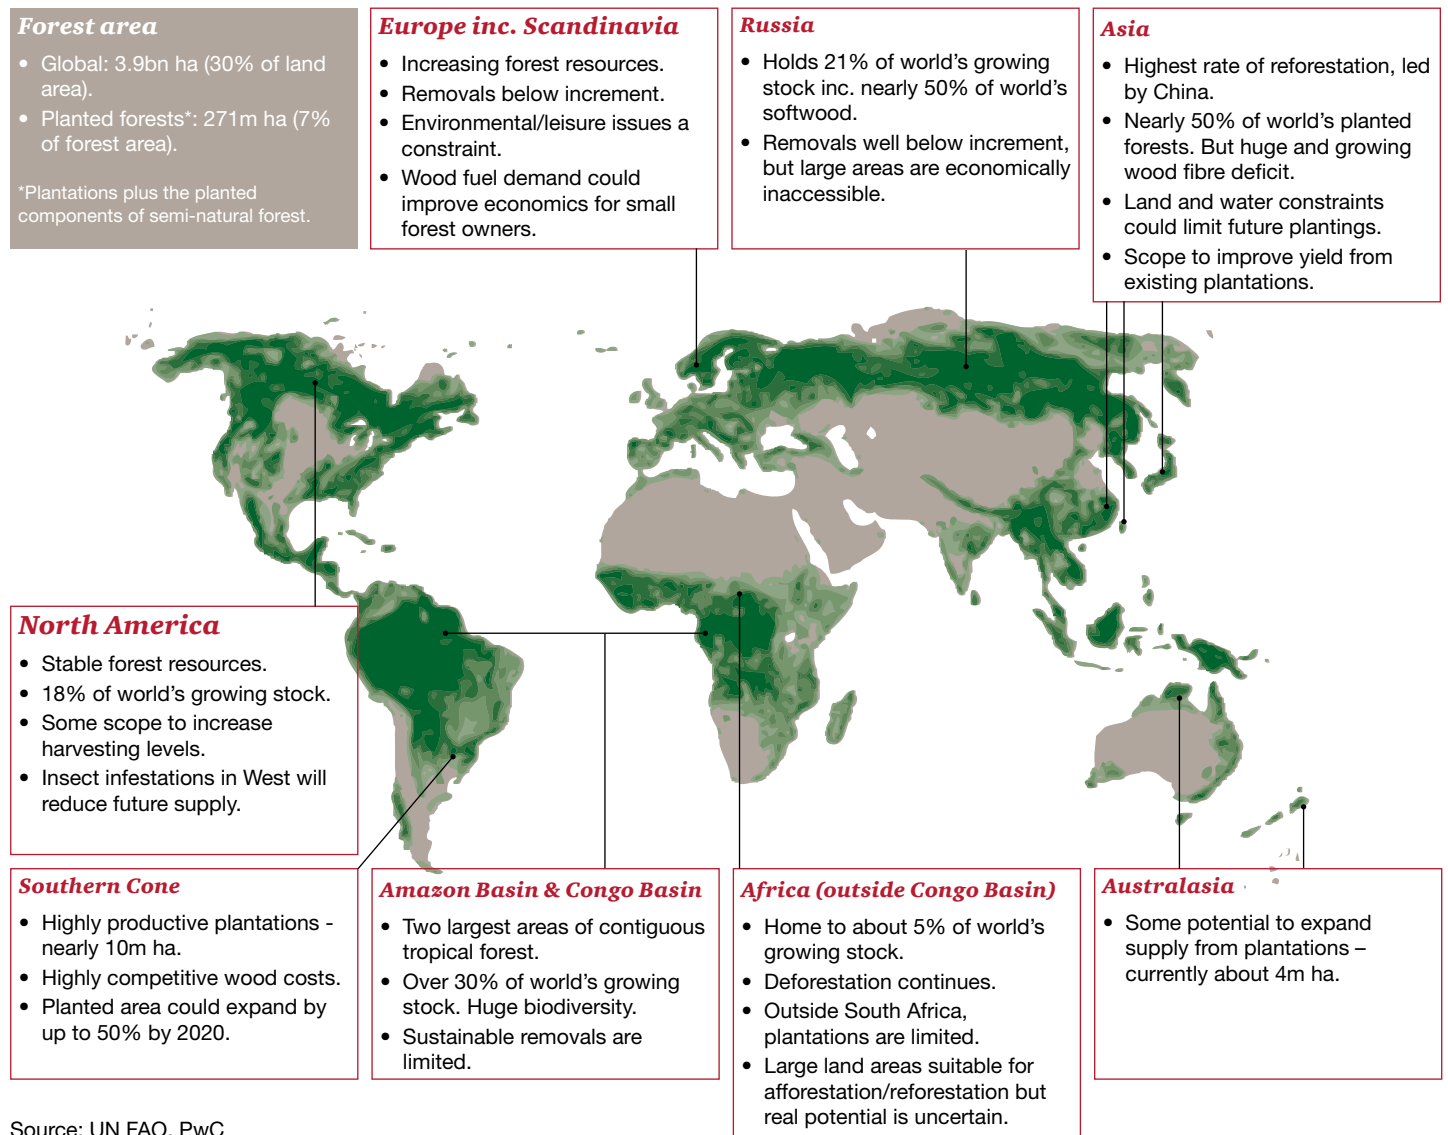 Forest area
• Global: 3.9bn ha (30% of land
area).
• Planted forests*: 271m ha (7%
of forest area).
*Plantations plus the planted
components of semi-natural forest.
Europe inc. Scandinavia
• Increasing forest resources.
• Removals below increment.
• Environmental/leisure issues a
constraint.
• Wood fuel demand could
improve economics for small
forest owners.
Russia
• Holds 21% of world's growing
stock inc. nearly 50% of world's
softwood.
• Removals well below increment,
but large areas are economically
inaccessible.
Asia
• Highest rate of reforestation, led
by China.
• Nearly 50% of world's planted
forests. But huge and growing
wood fibre deficit.
• Land and water constraints
could limit future plantings.
• Scope to improve yield from
existing plantations.
North America
• Stable forest resources.
• 18% of world's growing stock.
• Some scope to increase
harvesting levels.
• Insect infestations in West will
reduce future supply.
Southern Cone
• Highly productive plantations -
nearly 10m ha.
• Highly competitive wood costs.
• Planted area could expand by
up to 50% by 2020.
Amazon Basin & Congo Basin
• Two largest areas of contiguous
tropical forest.
• Over 30% of world's growing
stock. Huge biodiversity.
• Sustainable removals are
limited.
Africa (outside Congo Basin)
• Home to about 5% of world's
growing stock.
• Deforestation continues.
• Outside South Africa,
plantations are limited.
• Large land areas suitable for
afforestation/reforestation but
real potential is uncertain.
Australasia
• Some potential to expand
supply from plantations –
currently about 4m ha.
Source: UN FAO, PwC